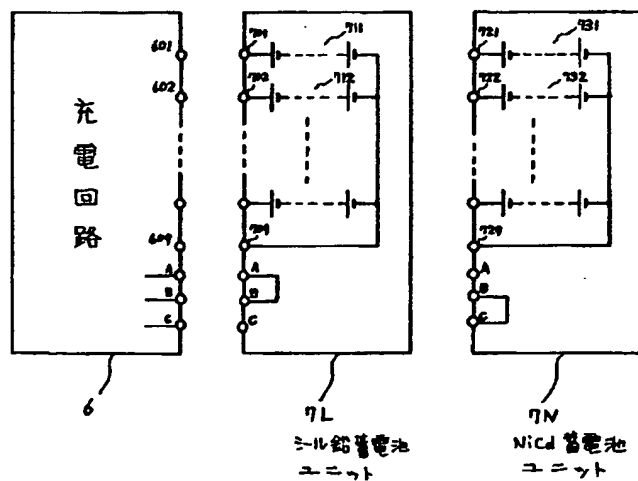 601
602
609
A
B
C
充電回路
6
701
702
709
711
712
A
B
C
7L
シール鉛蓄電池
ユニット
721
722
729
731
732
A
B
C
7N
NiCd 蓄電池
ユニット